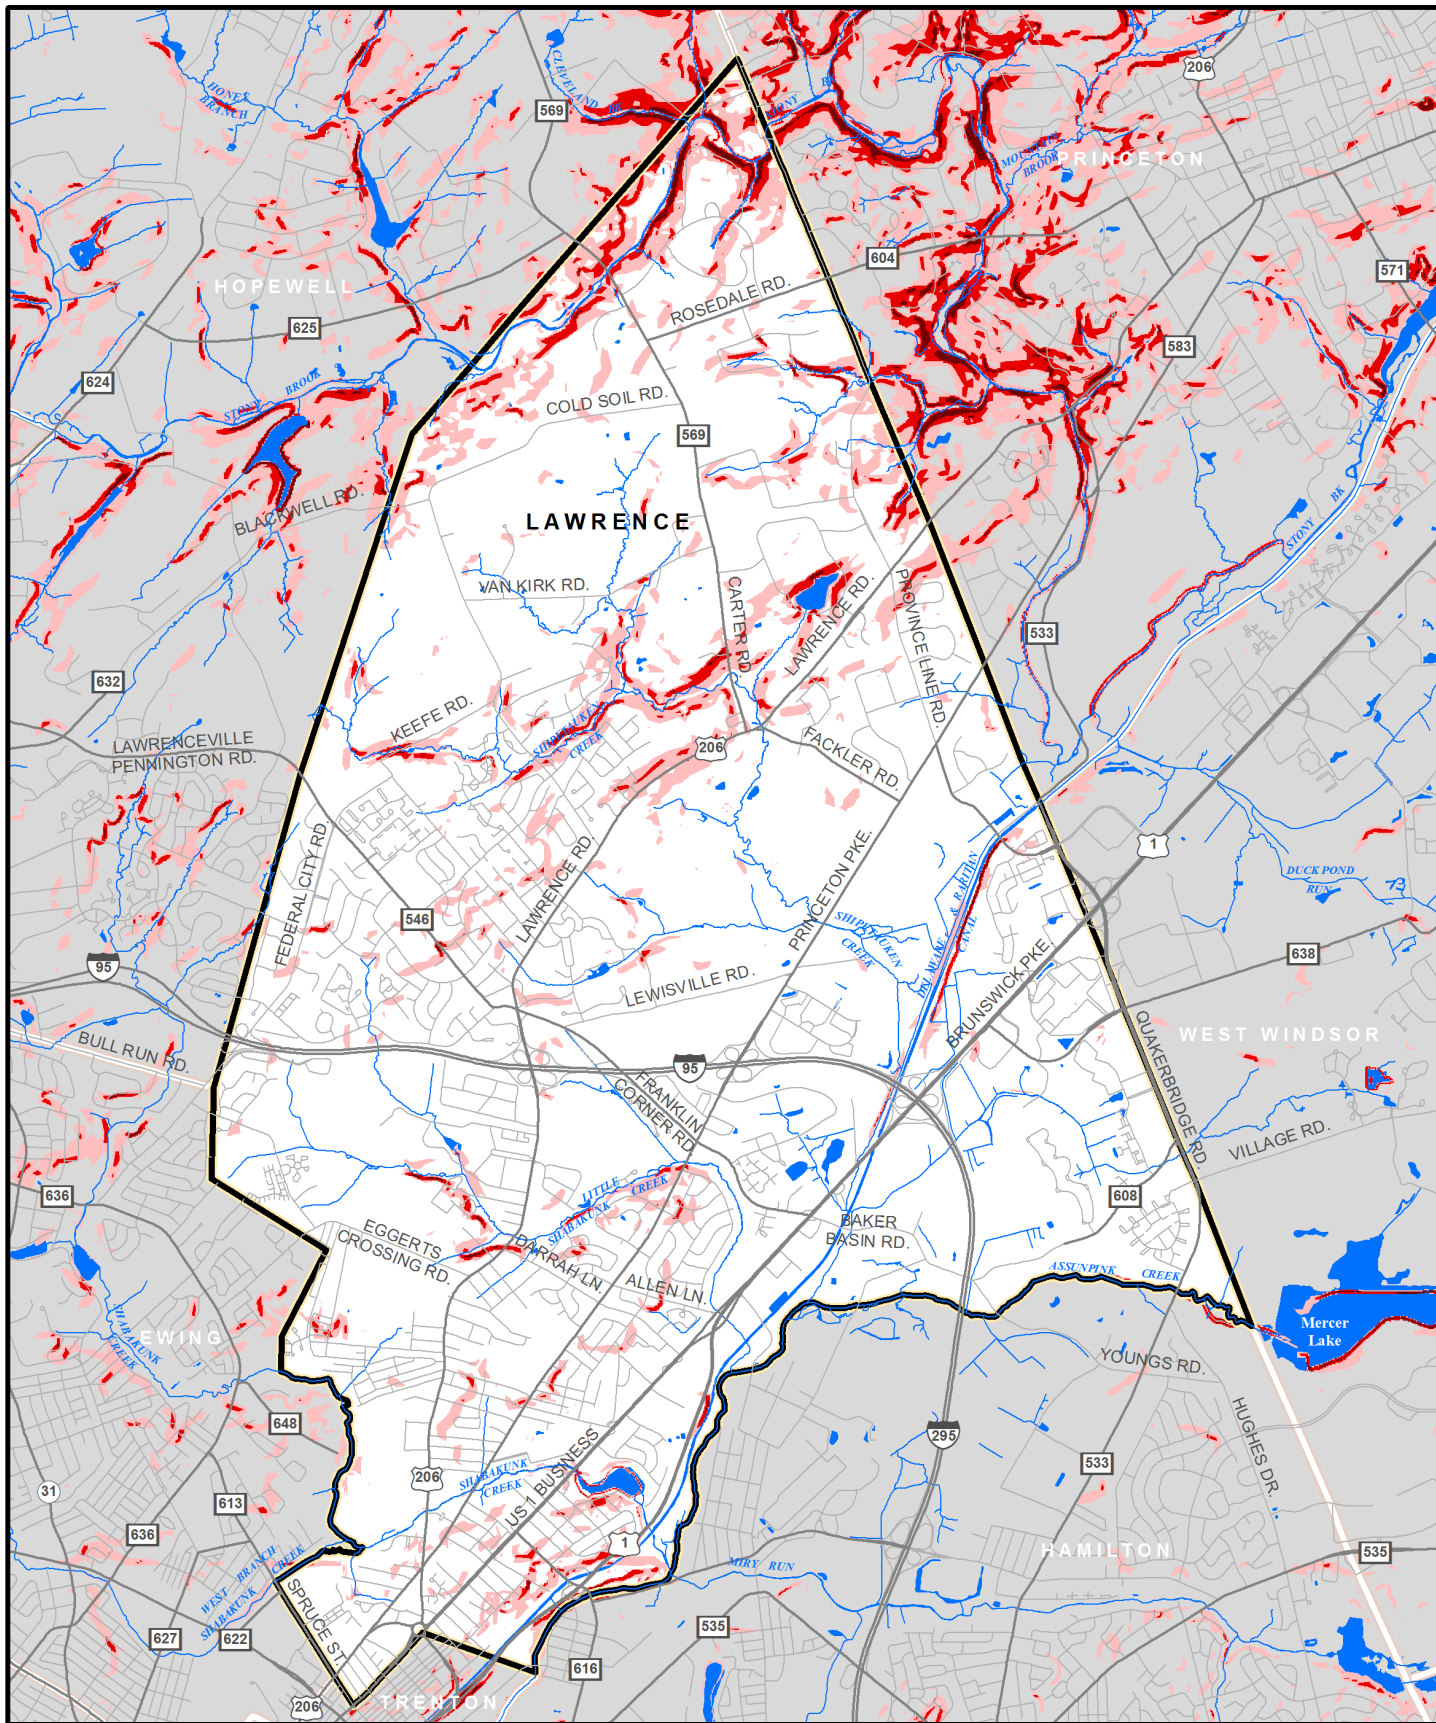 206
CLEVELAND BK
HONEY
BRANCH
569
STONY
B
MOUNTAIN
BROOK
PRINCETON
604
571
HOPEWELL
ROSEDALE RD.
625
583
624
STONY BROOK
COLD SOIL RD.
569
BLACKWELL RD.
LAWRENCE
STONY BK
VAN KIRK RD.
CARTER RD.
LAWRENCE RD.
PROVINCE LINE RD.
533
632
KEEFE RD.
SHIPETAUKEN
CREEK
206
LAWRENCEVILLE
PENNINGTON RD.
FACKLER RD.
1
FEDERAL CITY RD.
LAWRENCE RD.
PRINCETON PKE.
DELAWARE & RARITAN
CANAL
DUCK POND
RUN
546
SHIPETAUKEN
CREEK
95
LEWISVILLE RD.
BRUNSWICK PKE.
638
QUAKERBRIDGE RD.
WEST WINDSOR
BULL RUN RD.
95
FRANKLIN
CORNER RD
VILLAGE RD.
636
LITTLE
SHABAKUNK CREEK
608
EGGERTS
CROSSING RD.
DARRAH LN.
BAKER
BASIN RD.
ALLEN LN.
ASSUNPINK CREEK
SHABAKUNK
CREEK
EWING
Mercer
Lake
YOUNGS RD.
HUGHES DR.
648
295
533
206
SHABAKUNK
CREEK
US 1 BUSINESS
31
613
636
1
HAMILTON
535
WEST BRANCH
SHABAKUNK CREEK
MIRY RUN
SPRUCE ST.
627
622
535
616
206
TRENTON